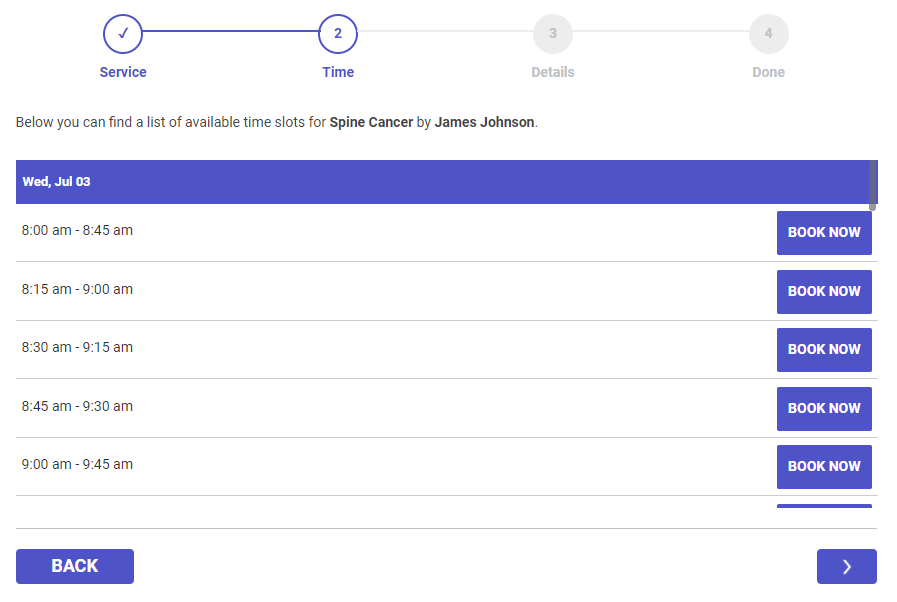 ✓ 2 3 4
Service Time Details Done
Below you can find a list of available time slots for Spine Cancer by James Johnson.
Wed, Jul 03
8:00 am - 8:45 am BOOK NOW
8:15 am - 9:00 am BOOK NOW
8:30 am - 9:15 am BOOK NOW
8:45 am - 9:30 am BOOK NOW
9:00 am - 9:45 am BOOK NOW
BACK